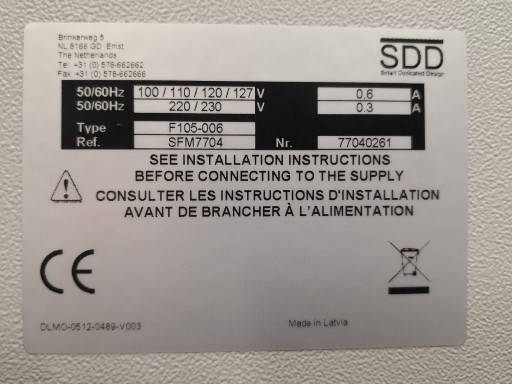 Brinkerweg 5
NL 8166 GD Emst
The Netherlands
Tel +31 (0) 578-662662
Fax +31 (0) 578-662666
SDD
Smart Dedicated Design
50/60Hz 100 / 110 / 120 / 127 V 0,6 A
50/60Hz 220 / 230 V 0.3 A
Type F105-006
Ref. SFM7704 Nr. 77040261
SEE INSTALLATION INSTRUCTIONS
BEFORE CONNECTING TO THE SUPPLY
CONSULTER LES INSTRUCTIONS D'INSTALLATION
AVANT DE BRANCHER À L'ALIMENTATION
CE
DLMO-0512-0489-V003
Made in Latvia